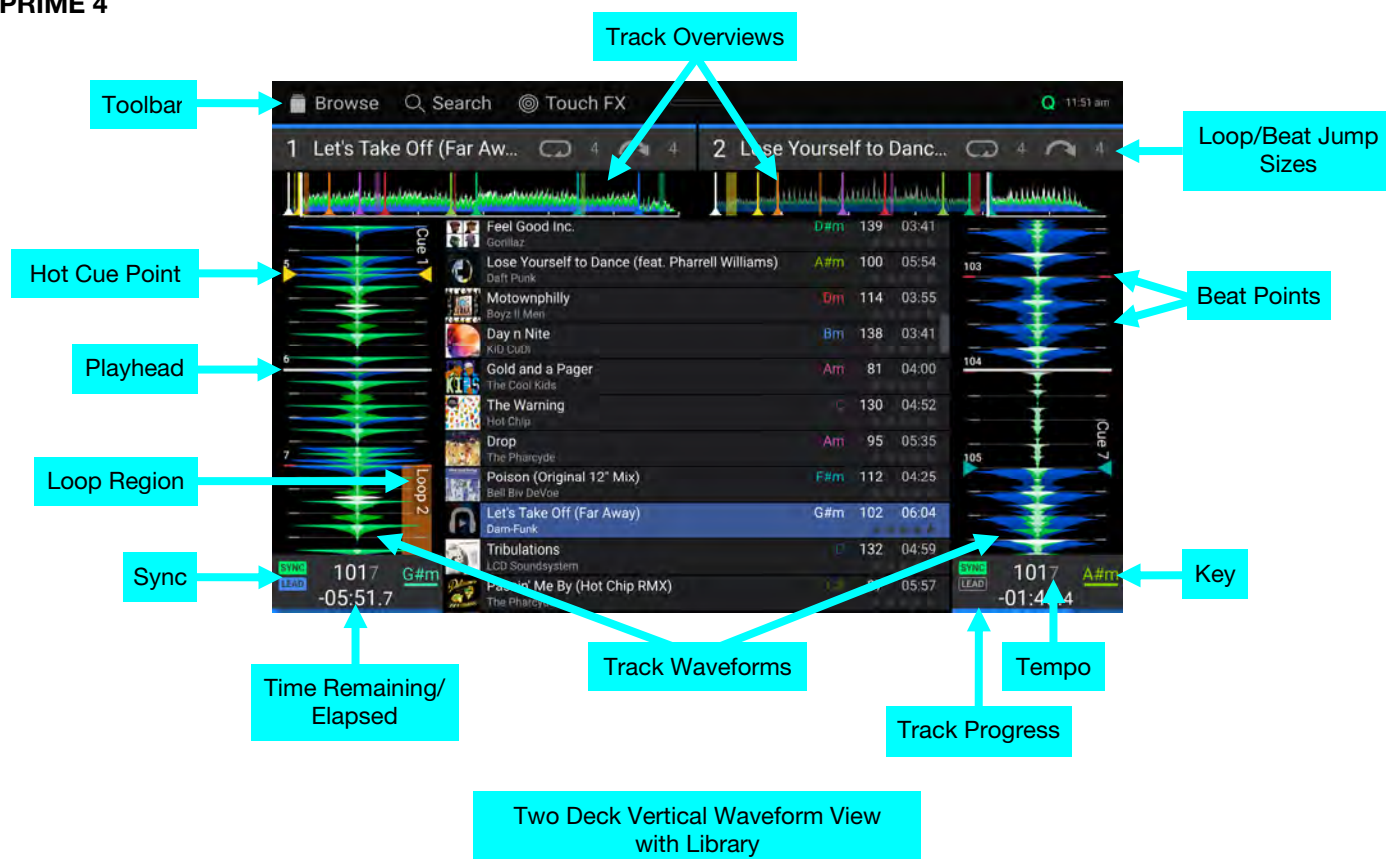 PRIME 4
Track Overviews
Toolbar
Browse Search Touch FX Q 11:51 am
Loop/Beat Jump
Sizes
1 Let's Take Off (Far Aw... 4 4 2 Lose Yourself to Danc... 4 4
Hot Cue Point
5 Cue 1
Feel Good Inc. D#m 139 03:41
Gorillaz
Lose Yourself to Dance (feat. Pharrell Williams) A#m 100 05:54
Daft Punk
103
Beat Points
Motownphilly Dm 114 03:55
Boyz II Men
Day n Nite Bm 138 03:41
KiD CuDi
Playhead
6
Gold and a Pager Am 81 04:00
The Cool Kids
104
The Warning C 130 04:52
Hot Chip
Drop Am 95 05:35
The Pharcyde
7
105 Cue 7
Loop Region
Loop 2
Poison (Original 12" Mix) F#m 112 04:25
Bell Biv DeVoe
Let's Take Off (Far Away) G#m 102 06:04
Dam-Funk
Tribulations D 132 04:59
LCD Soundsystem
Me By (Hot Chip RMX) 05:57
The Pharcyde
Sync
SYNC 1017 G#m
LEAD
-05:51.7
SYNC 1017 A#m
LEAD
Key
Track Waveforms
Tempo
Time Remaining/
Elapsed
Track Progress
Two Deck Vertical Waveform View
with Library